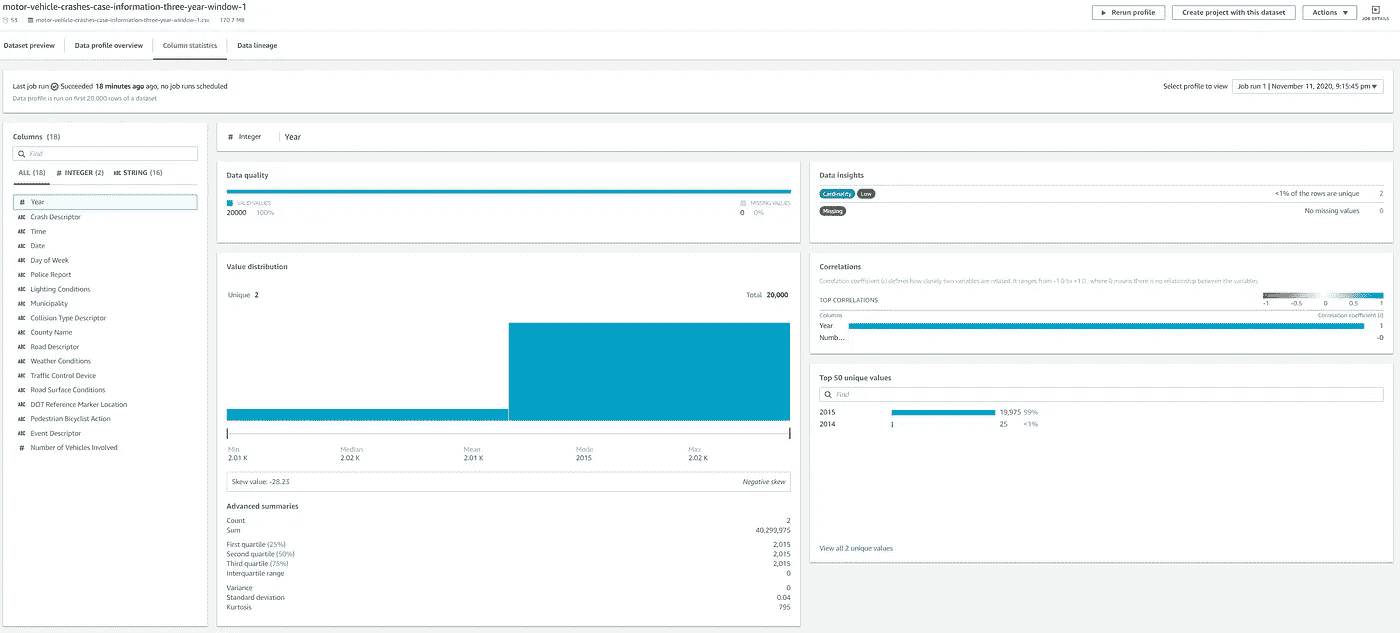 motor-vehicle-crashes-case-information-three-year-window-1
53 motor-vehicle-crashes-case-information-three-year-window-1.csv 170.7 MB
Rerun profile Create project with this dataset Actions JOB DETAILS
Dataset preview Data profile overview Column statistics Data lineage
Last job run Succeeded 18 minutes ago ago, no job runs scheduled
Data profile is run on first 20,000 rows of a dataset
Select profile to view Job run 1 | November 11, 2020, 9:15:45 pm
Columns (18)
Find
ALL (18) # INTEGER (2) ABC STRING (16)
# Year
ABC Crash Descriptor
ABC Time
ABC Date
ABC Day of Week
ABC Police Report
ABC Lighting Conditions
ABC Municipality
ABC Collision Type Descriptor
ABC County Name
ABC Road Descriptor
ABC Weather Conditions
ABC Traffic Control Device
ABC Road Surface Conditions
ABC DOT Reference Marker Location
ABC Pedestrian Bicyclist Action
ABC Event Descriptor
# Number of Vehicles Involved
# Integer Year
Data quality
VALID VALUES MISSING VALUES
20000 100% 0 0%
Value distribution
Unique 2 Total 20,000
Min Median Mean Mode Max
2.01 K 2.02 K 2.01 K 2015 2.02 K
Skew value: -28.23 Negative skew
Advanced summaries
Count 2
Sum 40,299,975
First quartile (25%) 2,015
Second quartile (50%) 2,015
Third quartile (75%) 2,015
Interquartile range 0
Variance 0
Standard deviation 0.04
Kurtosis 795
Data insights
Cardinality Low <1% of the rows are unique 2
Missing No missing values 0
Correlations
Correlation coefficient (r) defines how closely two variables are related. It ranges from -1.0 to +1.0, where 0 means there is no relationship between the variables.
TOP CORRELATIONS
-1 -0.5 0 0.5 1
Columns Correlation coefficient (r)
Year 1
Numb... -0
Top 50 unique values
Find
2015 19,975 99%
2014 25 <1%
View all 2 unique values